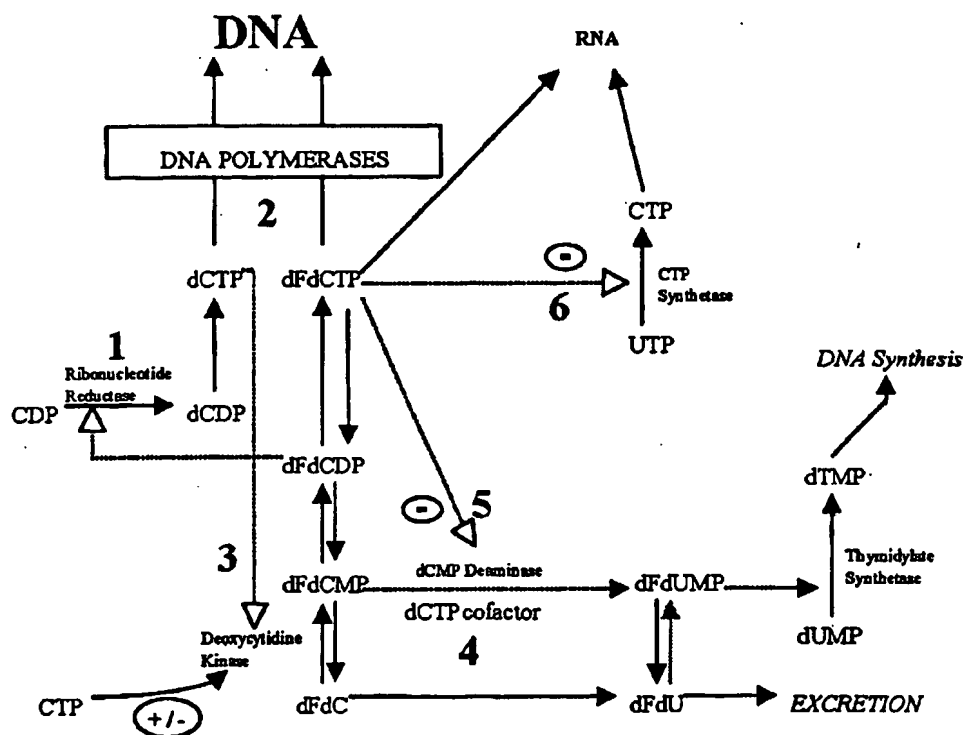 DNA
RNA
DNA POLYMERASES
2
CTP
dCTP
dFdCTP
-
6
CTP
Synthetase
UTP
1
Ribonucleotide
Reductase
CDP
dCDP
DNA Synthesis
dFdCDP
dTMP
-
5
3
dFdCMP
dCMP Deaminase
dFdUMP
Thymidylate
Synthetase
dCTP cofactor
4
dUMP
Deoxycytidine
Kinase
CTP
+/-
dFdC
dFdU
EXCRETION